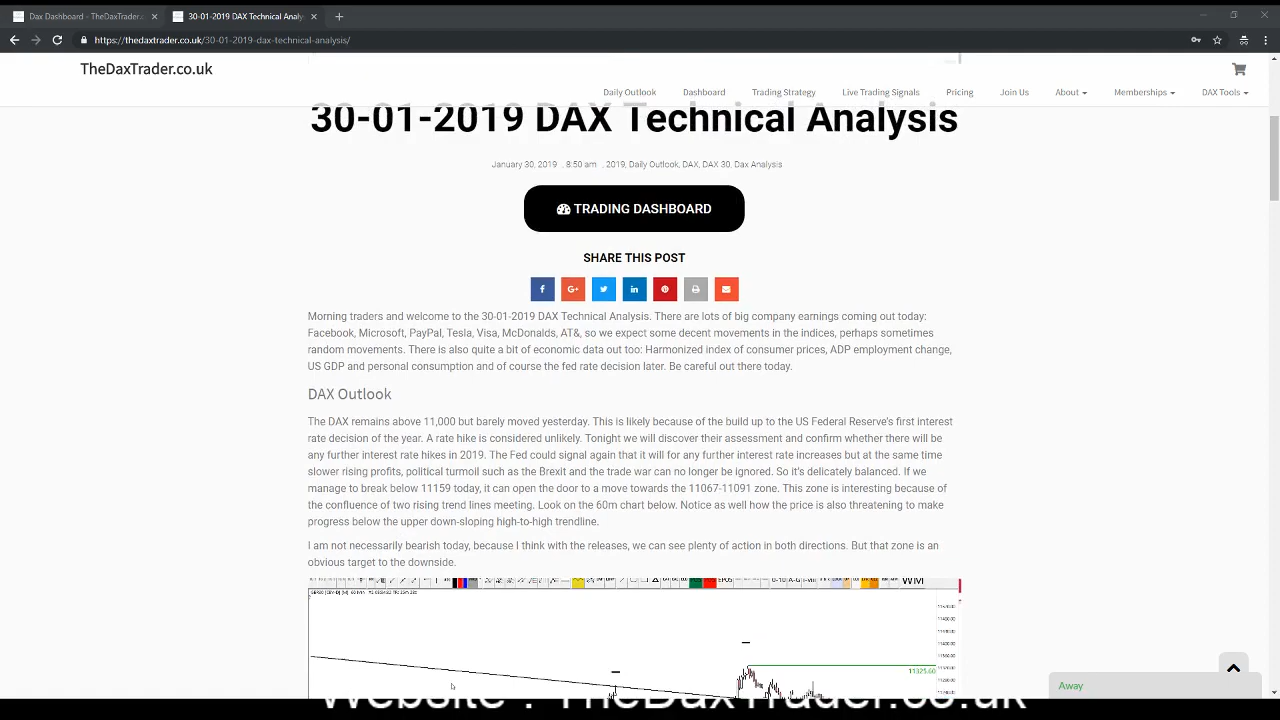 Dax Dashboard - TheDaxTrader.c
30-01-2019 DAX Technical Analy
https://thedaxtrader.co.uk/30-01-2019-dax-technical-analysis/
TheDaxTrader.co.uk
Daily Outlook Dashboard Trading Strategy Live Trading Signals Pricing Join Us About Memberships DAX Tools
30-01-2019 DAX Technical Analysis
January 30, 2019 , 8:50 am , 2019, Daily Outlook, DAX, DAX 30, Dax Analysis
TRADING DASHBOARD
SHARE THIS POST
Morning traders and welcome to the 30-01-2019 DAX Technical Analysis. There are lots of big company earnings coming out today:
Facebook, Microsoft, PayPal, Tesla, Visa, McDonalds, AT&, so we expect some decent movements in the indices, perhaps sometimes
random movements. There is also quite a bit of economic data out too: Harmonized index of consumer prices, ADP employment change,
US GDP and personal consumption and of course the fed rate decision later. Be careful out there today.
DAX Outlook
The DAX remains above 11,000 but barely moved yesterday. This is likely because of the build up to the US Federal Reserve's first interest
rate decision of the year. A rate hike is considered unlikely. Tonight we will discover their assessment and confirm whether there will be
any further interest rate hikes in 2019. The Fed could signal again that it will for any further interest rate increases but at the same time
slower rising profits, political turmoil such as the Brexit and the trade war can no longer be ignored. So it's delicately balanced. If we
manage to break below 11159 today, it can open the door to a move towards the 11067-11091 zone. This zone is interesting because of
the confluence of two rising trend lines meeting. Look on the 60m chart below. Notice as well how the price is also threatening to make
progress below the upper down-sloping high-to-high trendline.
I am not necessarily bearish today, because I think with the releases, we can see plenty of action in both directions. But that zone is an
obvious target to the downside.
11325.60
Away
Website : TheDaxTrader.co.uk